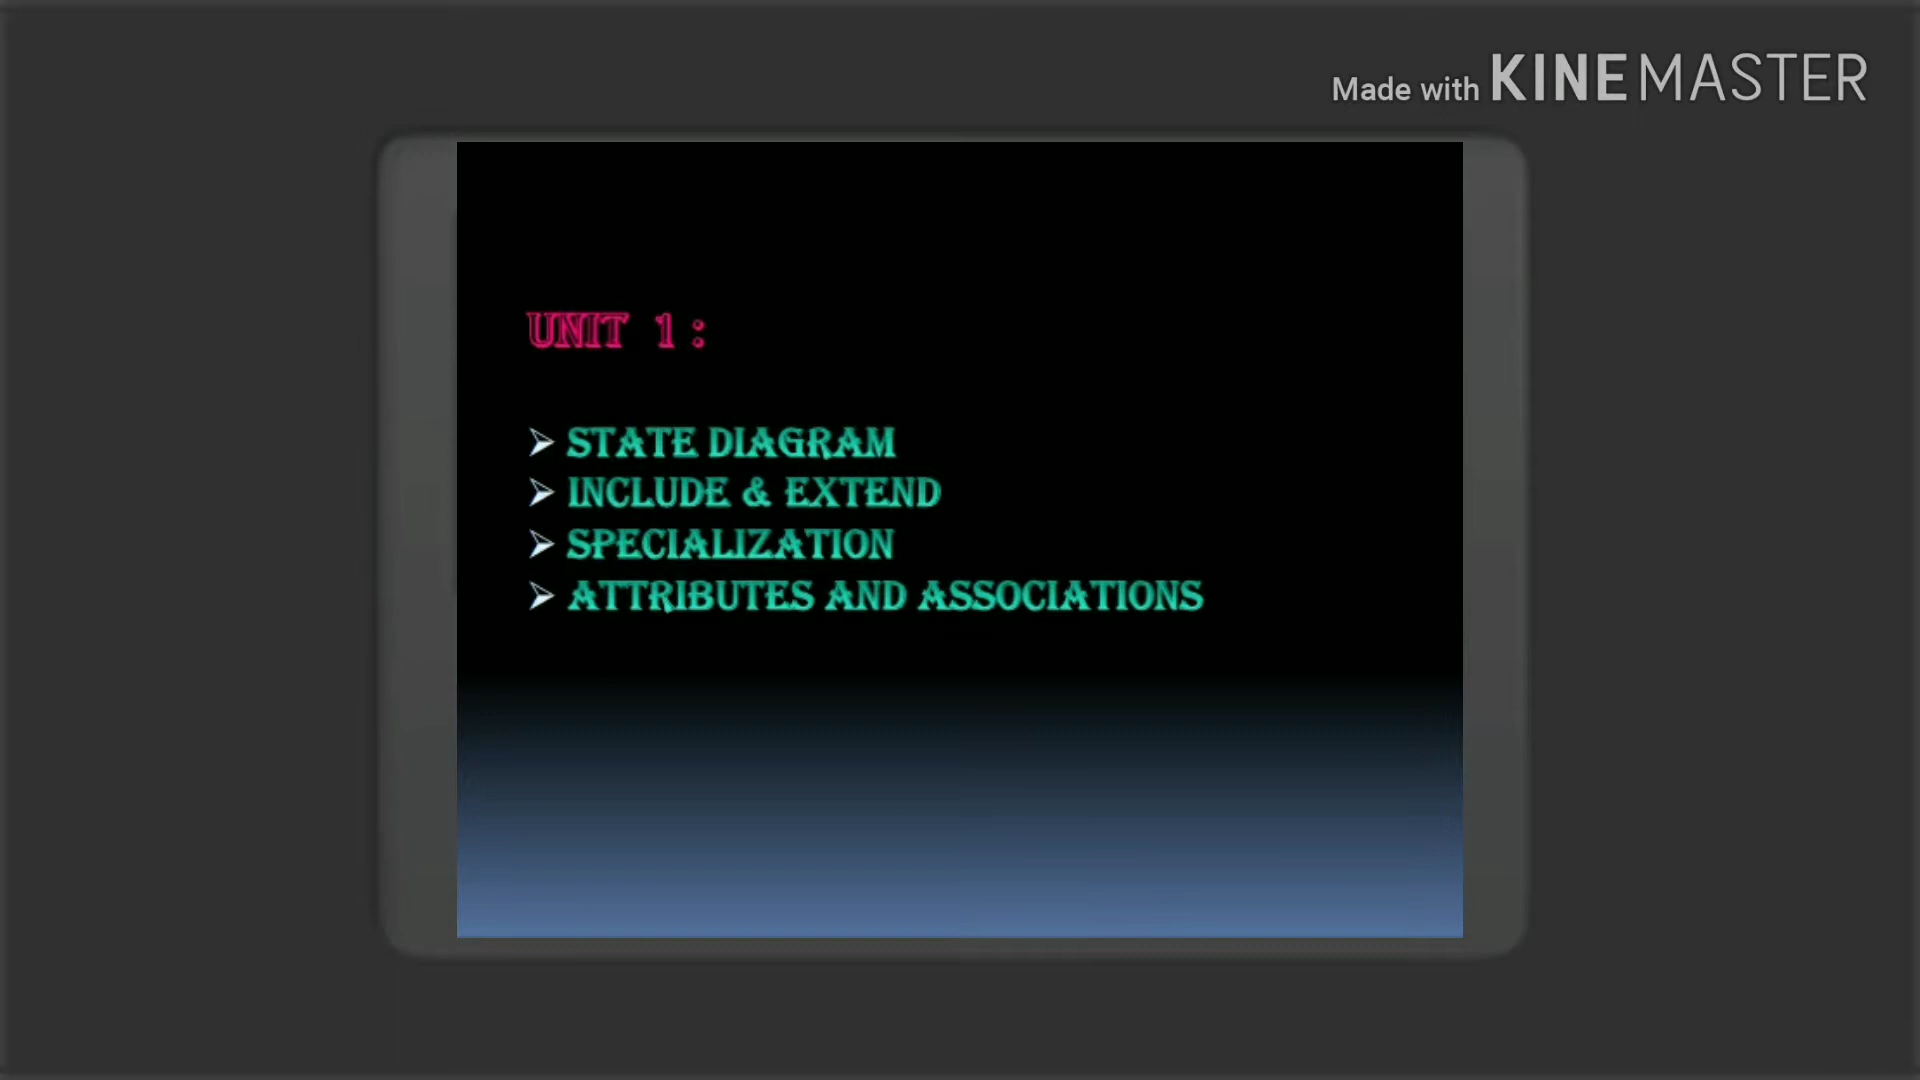 Made with KINEMASTER
UNIT 1 :
STATE DIAGRAM
INCLUDE & EXTEND
SPECIALIZATION
ATTRIBUTES AND ASSOCIATIONS